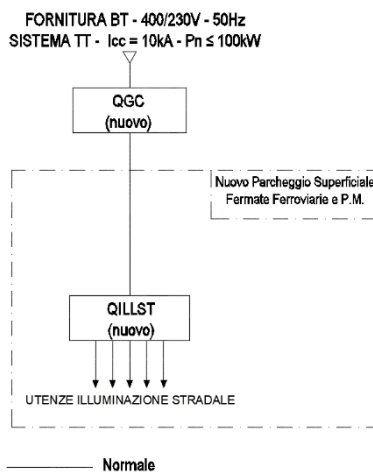 FORNITURA BT - 400/230V - 50Hz
SISTEMA TT - Icc = 10kA - Pn ≤ 100kW
QGC
(nuovo)
Nuovo Parcheggio Superficiale
Fermate Ferroviarie e P.M.
QILLST
(nuovo)
UTENZE ILLUMINAZIONE STRADALE
Normale